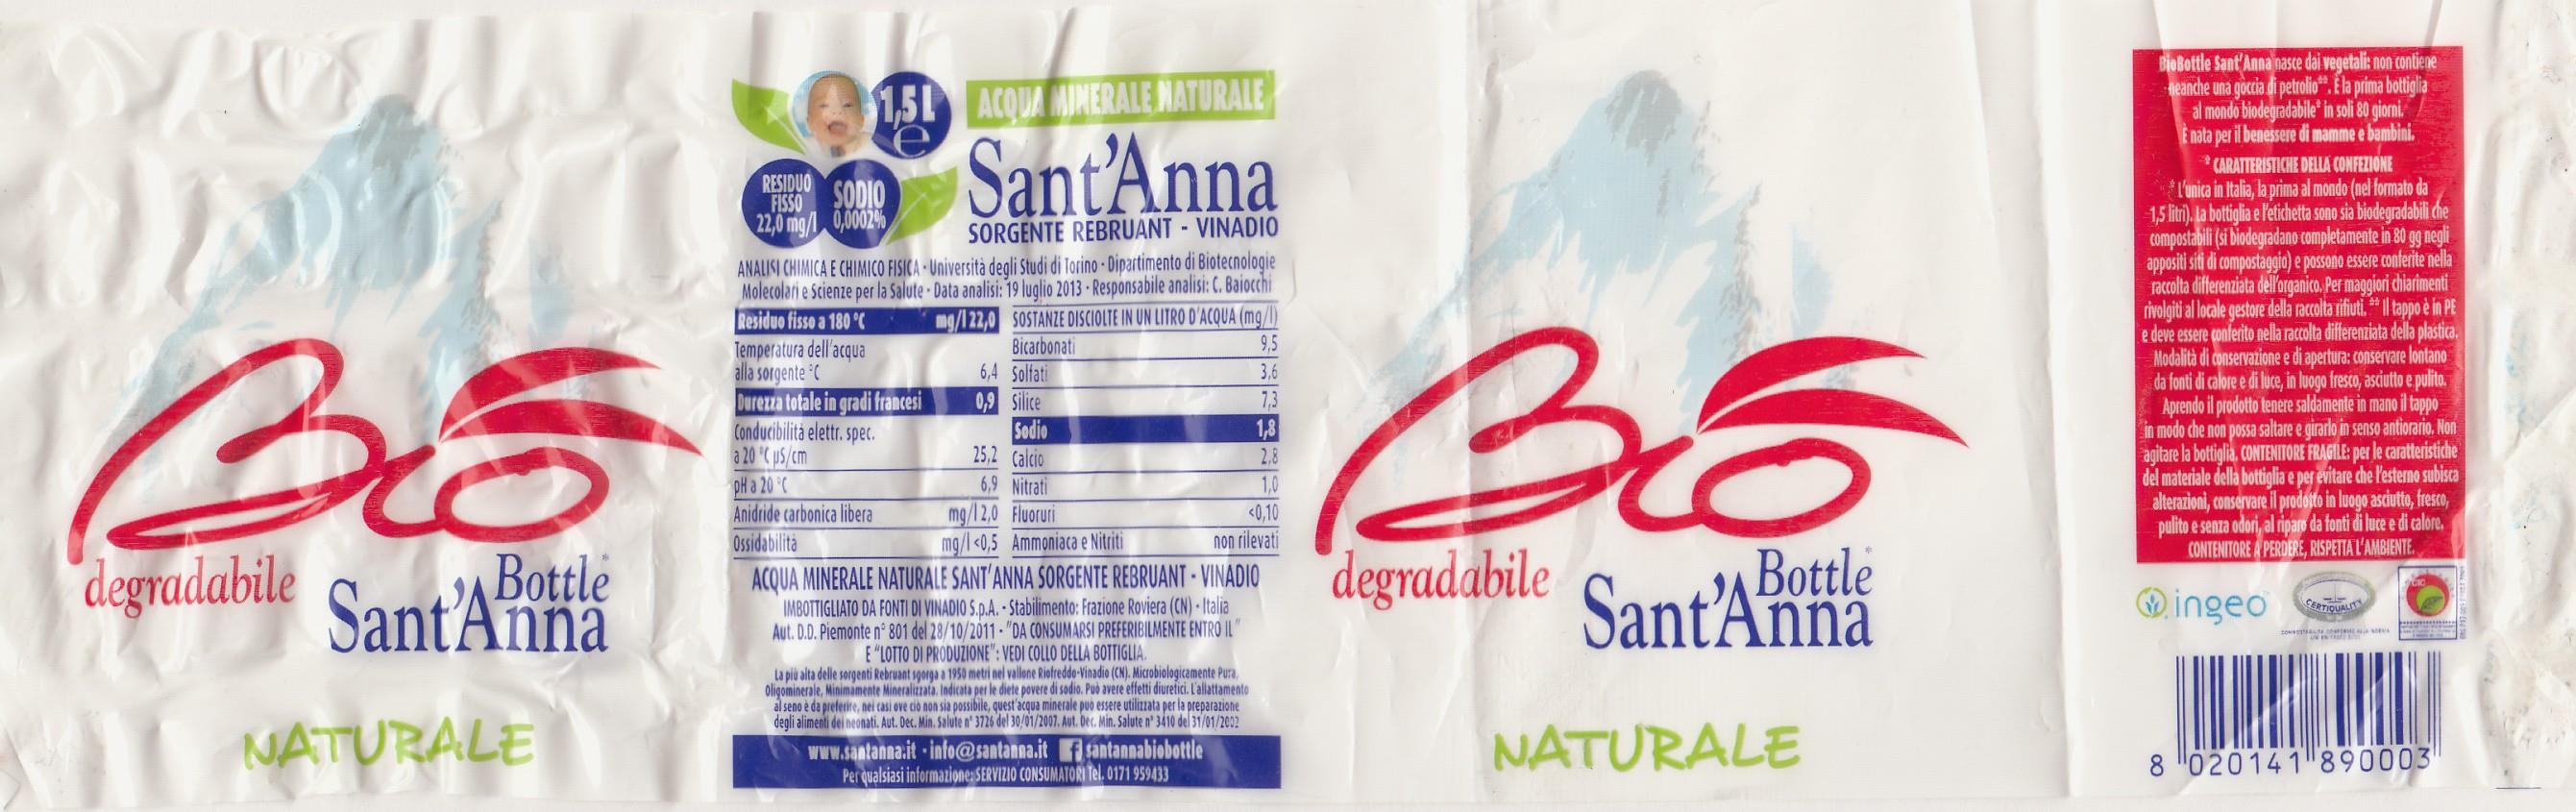 Bio
degradabile
Bottle*
Sant'Anna
NATURALE
1,5 L
e
RESIDUO
FISSO
22,0 mg/l
SODIO
0,0002%
ACQUA MINERALE NATURALE
Sant'Anna
SORGENTE REBRUANT - VINADIO
ANALISI CHIMICA E CHIMICO FISICA - Università degli Studi di Torino - Dipartimento di Biotecnologie
Molecolari e Scienze per la Salute - Data analisi: 19 luglio 2013 - Responsabile analisi: C. Baiocchi
Residuo fisso a 180 °C mg/l 22,0
Temperatura dell'acqua
alla sorgente °C 6,4
Durezza totale in gradi francesi 0,9
Conducibilità elettr. spec.
a 20 °C µS/cm 25,2
pH a 20 °C 6,9
Anidride carbonica libera mg/l 2,0
Ossidabilità mg/l <0,5
SOSTANZE DISCIOLTE IN UN LITRO D'ACQUA (mg/l)
Bicarbonati 9,5
Solfati 3,6
Silice 7,3
Sodio 1,8
Calcio 2,8
Nitrati 1,0
Fluoruri <0,10
Ammoniaca e Nitriti non rilevati
ACQUA MINERALE NATURALE SANT'ANNA SORGENTE REBRUANT - VINADIO
IMBOTTIGLIATO DA FONTI DI VINADIO S.p.A. - Stabilimento: Frazione Roviera (CN) - Italia
Aut. D.D. Piemonte n° 801 del 28/10/2011 - "DA CONSUMARSI PREFERIBILMENTE ENTRO IL"
E "LOTTO DI PRODUZIONE": VEDI COLLO DELLA BOTTIGLIA.
La più alta delle sorgenti Rebruant sgorga a 1950 metri nel vallone Riofreddo-Vinadio (CN). Microbiologicamente Pura,
Oligominerale, Minimamente Mineralizzata. Indicata per le diete povere di sodio. Può avere effetti diuretici. L'allattamento
al seno è da preferire, nei casi ove ciò non sia possibile, quest'acqua minerale può essere utilizzata per la preparazione
degli alimenti dei neonati. Aut. Dec. Min. Salute n° 3726 del 30/01/2007. Aut. Dec. Min. Salute n° 3410 del 31/01/2002
www.santanna.it - info@santanna.it f santannabiobottle
Per qualsiasi informazione: SERVIZIO CONSUMATORI Tel. 0171 959433
Bio
degradabile
Bottle*
Sant'Anna
NATURALE
BioBottle Sant'Anna nasce dai vegetali: non contiene
neanche una goccia di petrolio**. È la prima bottiglia
al mondo biodegradabile* in soli 80 giorni.
È nata per il benessere di mamme e bambini.
* CARATTERISTICHE DELLA CONFEZIONE
* L'unica in Italia, la prima al mondo (nel formato da
1,5 litri). La bottiglia e l'etichetta sono sia biodegradabili che
compostabili (si biodegradano completamente in 80 gg negli
appositi siti di compostaggio) e possono essere conferite nella
raccolta differenziata dell'organico. Per maggiori chiarimenti
rivolgiti al locale gestore della raccolta rifiuti. ** Il tappo è in PE
e deve essere conferito nella raccolta differenziata della plastica.
Modalità di conservazione e di apertura: conservare lontano
da fonti di calore e di luce, in luogo fresco, asciutto e pulito.
Aprendo il prodotto tenere saldamente in mano il tappo
in modo che non possa saltare e girarlo in senso antiorario. Non
agitare la bottiglia. CONTENITORE FRAGILE: per le caratteristiche
del materiale della bottiglia e per evitare che l'esterno subisca
alterazioni, conservare il prodotto in luogo asciutto, fresco,
pulito e senza odori, al riparo da fonti di luce e di calore.
CONTENITORE A PERDERE, RISPETTA L'AMBIENTE.
ingeo
CERTIQUALITY
CIC
8 020141 890003